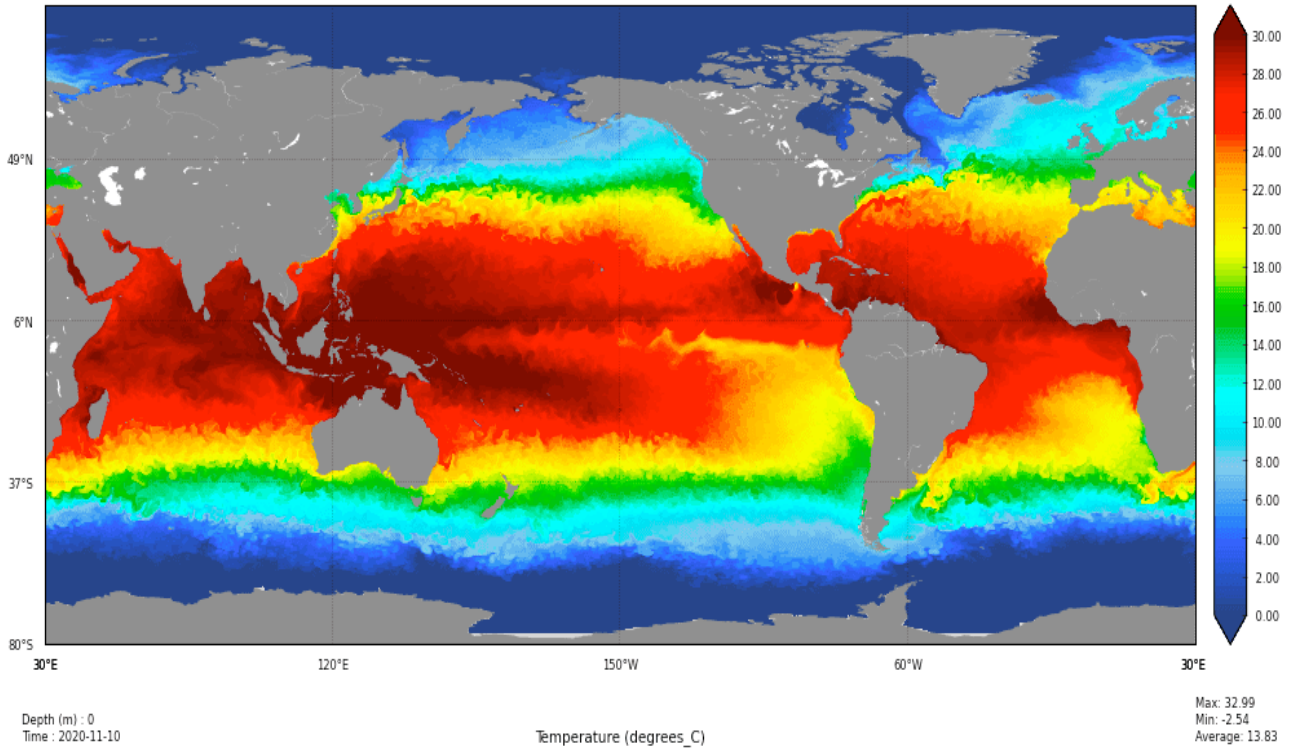 30.00
28.00
26.00
24.00
22.00
20.00
18.00
16.00
14.00
12.00
10.00
8.00
6.00
4.00
2.00
0.00
49°N
6°N
37°S
80°S
30°E
120°E
150°W
60°W
30°E
Depth (m) : 0
Time : 2020-11-10
Temperature (degrees_C)
Max: 32.99
Min: -2.54
Average: 13.83